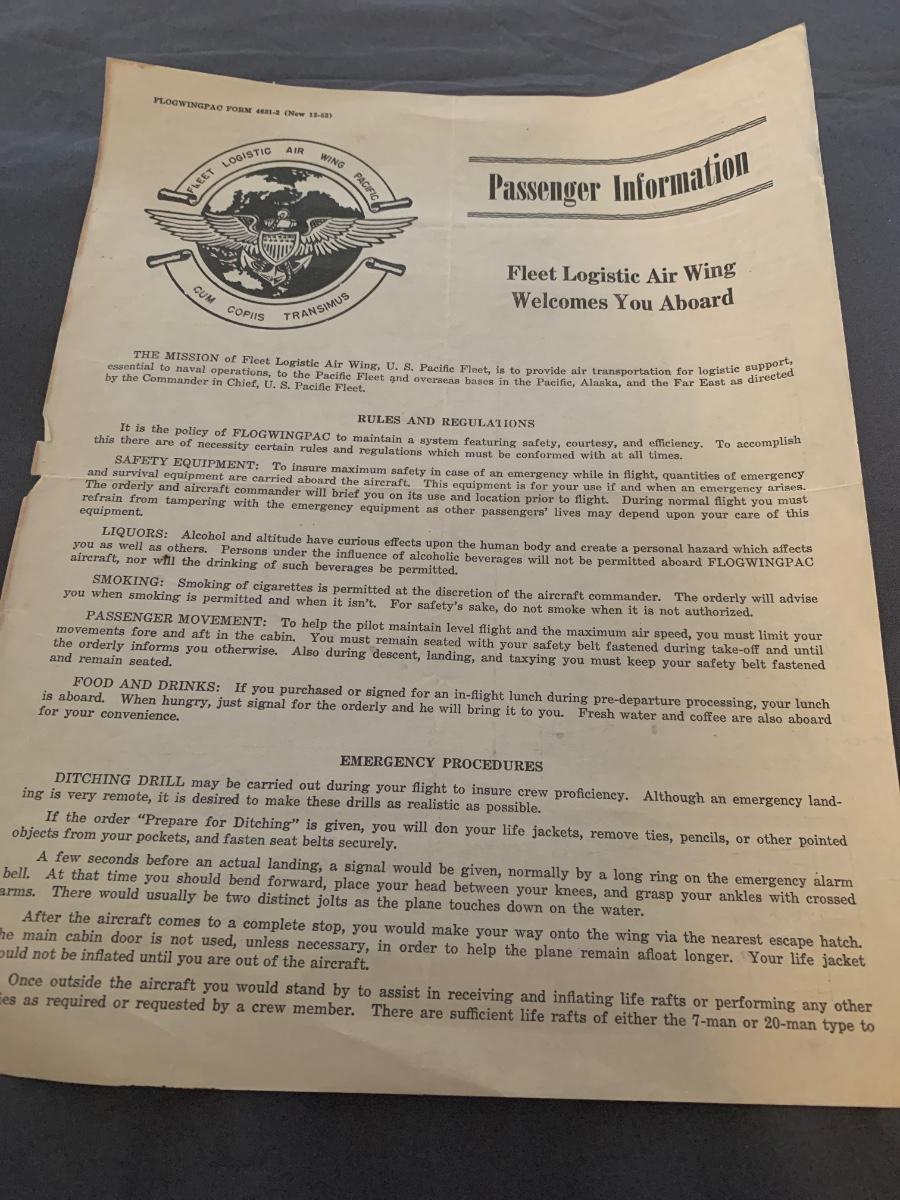 FLOGWINGPAC FORM 4631-2 (New 12-53)
FLEET LOGISTIC AIR WING PACIFIC
CUM COPIIS TRANSIMUS
Passenger Information
Fleet Logistic Air Wing
Welcomes You Aboard
THE MISSION of Fleet Logistic Air Wing, U. S. Pacific Fleet, is to provide air transportation for logistic support,
essential to naval operations, to the Pacific Fleet and overseas bases in the Pacific, Alaska, and the Far East as directed
by the Commander in Chief, U. S. Pacific Fleet.
RULES AND REGULATIONS
It is the policy of FLOGWINGPAC to maintain a system featuring safety, courtesy, and efficiency. To accomplish
this there are of necessity certain rules and regulations which must be conformed with at all times.
SAFETY EQUIPMENT: To insure maximum safety in case of an emergency while in flight, quantities of emergency
and survival equipment are carried aboard the aircraft. This equipment is for your use if and when an emergency arises.
The orderly and aircraft commander will brief you on its use and location prior to flight. During normal flight you must
refrain from tampering with the emergency equipment as other passengers' lives may depend upon your care of this
equipment.
LIQUORS: Alcohol and altitude have curious effects upon the human body and create a personal hazard which affects
you as well as others. Persons under the influence of alcoholic beverages will not be permitted aboard FLOGWINGPAC
aircraft, nor will the drinking of such beverages be permitted.
SMOKING: Smoking of cigarettes is permitted at the discretion of the aircraft commander. The orderly will advise
you when smoking is permitted and when it isn't. For safety's sake, do not smoke when it is not authorized.
PASSENGER MOVEMENT: To help the pilot maintain level flight and the maximum air speed, you must limit your
movements fore and aft in the cabin. You must remain seated with your safety belt fastened during take-off and until
the orderly informs you otherwise. Also during descent, landing, and taxying you must keep your safety belt fastened
and remain seated.
FOOD AND DRINKS: If you purchased or signed for an in-flight lunch during pre-departure processing, your lunch
is aboard. When hungry, just signal for the orderly and he will bring it to you. Fresh water and coffee are also aboard
for your convenience.
EMERGENCY PROCEDURES
DITCHING DRILL may be carried out during your flight to insure crew proficiency. Although an emergency land-
ing is very remote, it is desired to make these drills as realistic as possible.
If the order "Prepare for Ditching" is given, you will don your life jackets, remove ties, pencils, or other pointed
objects from your pockets, and fasten seat belts securely.
A few seconds before an actual landing, a signal would be given, normally by a long ring on the emergency alarm
bell. At that time you should bend forward, place your head between your knees, and grasp your ankles with crossed
arms. There would usually be two distinct jolts as the plane touches down on the water.
After the aircraft comes to a complete stop, you would make your way onto the wing via the nearest escape hatch.
he main cabin door is not used, unless necessary, in order to help the plane remain afloat longer. Your life jacket
ould not be inflated until you are out of the aircraft.
Once outside the aircraft you would stand by to assist in receiving and inflating life rafts or performing any other
ies as required or requested by a crew member. There are sufficient life rafts of either the 7-man or 20-man type to